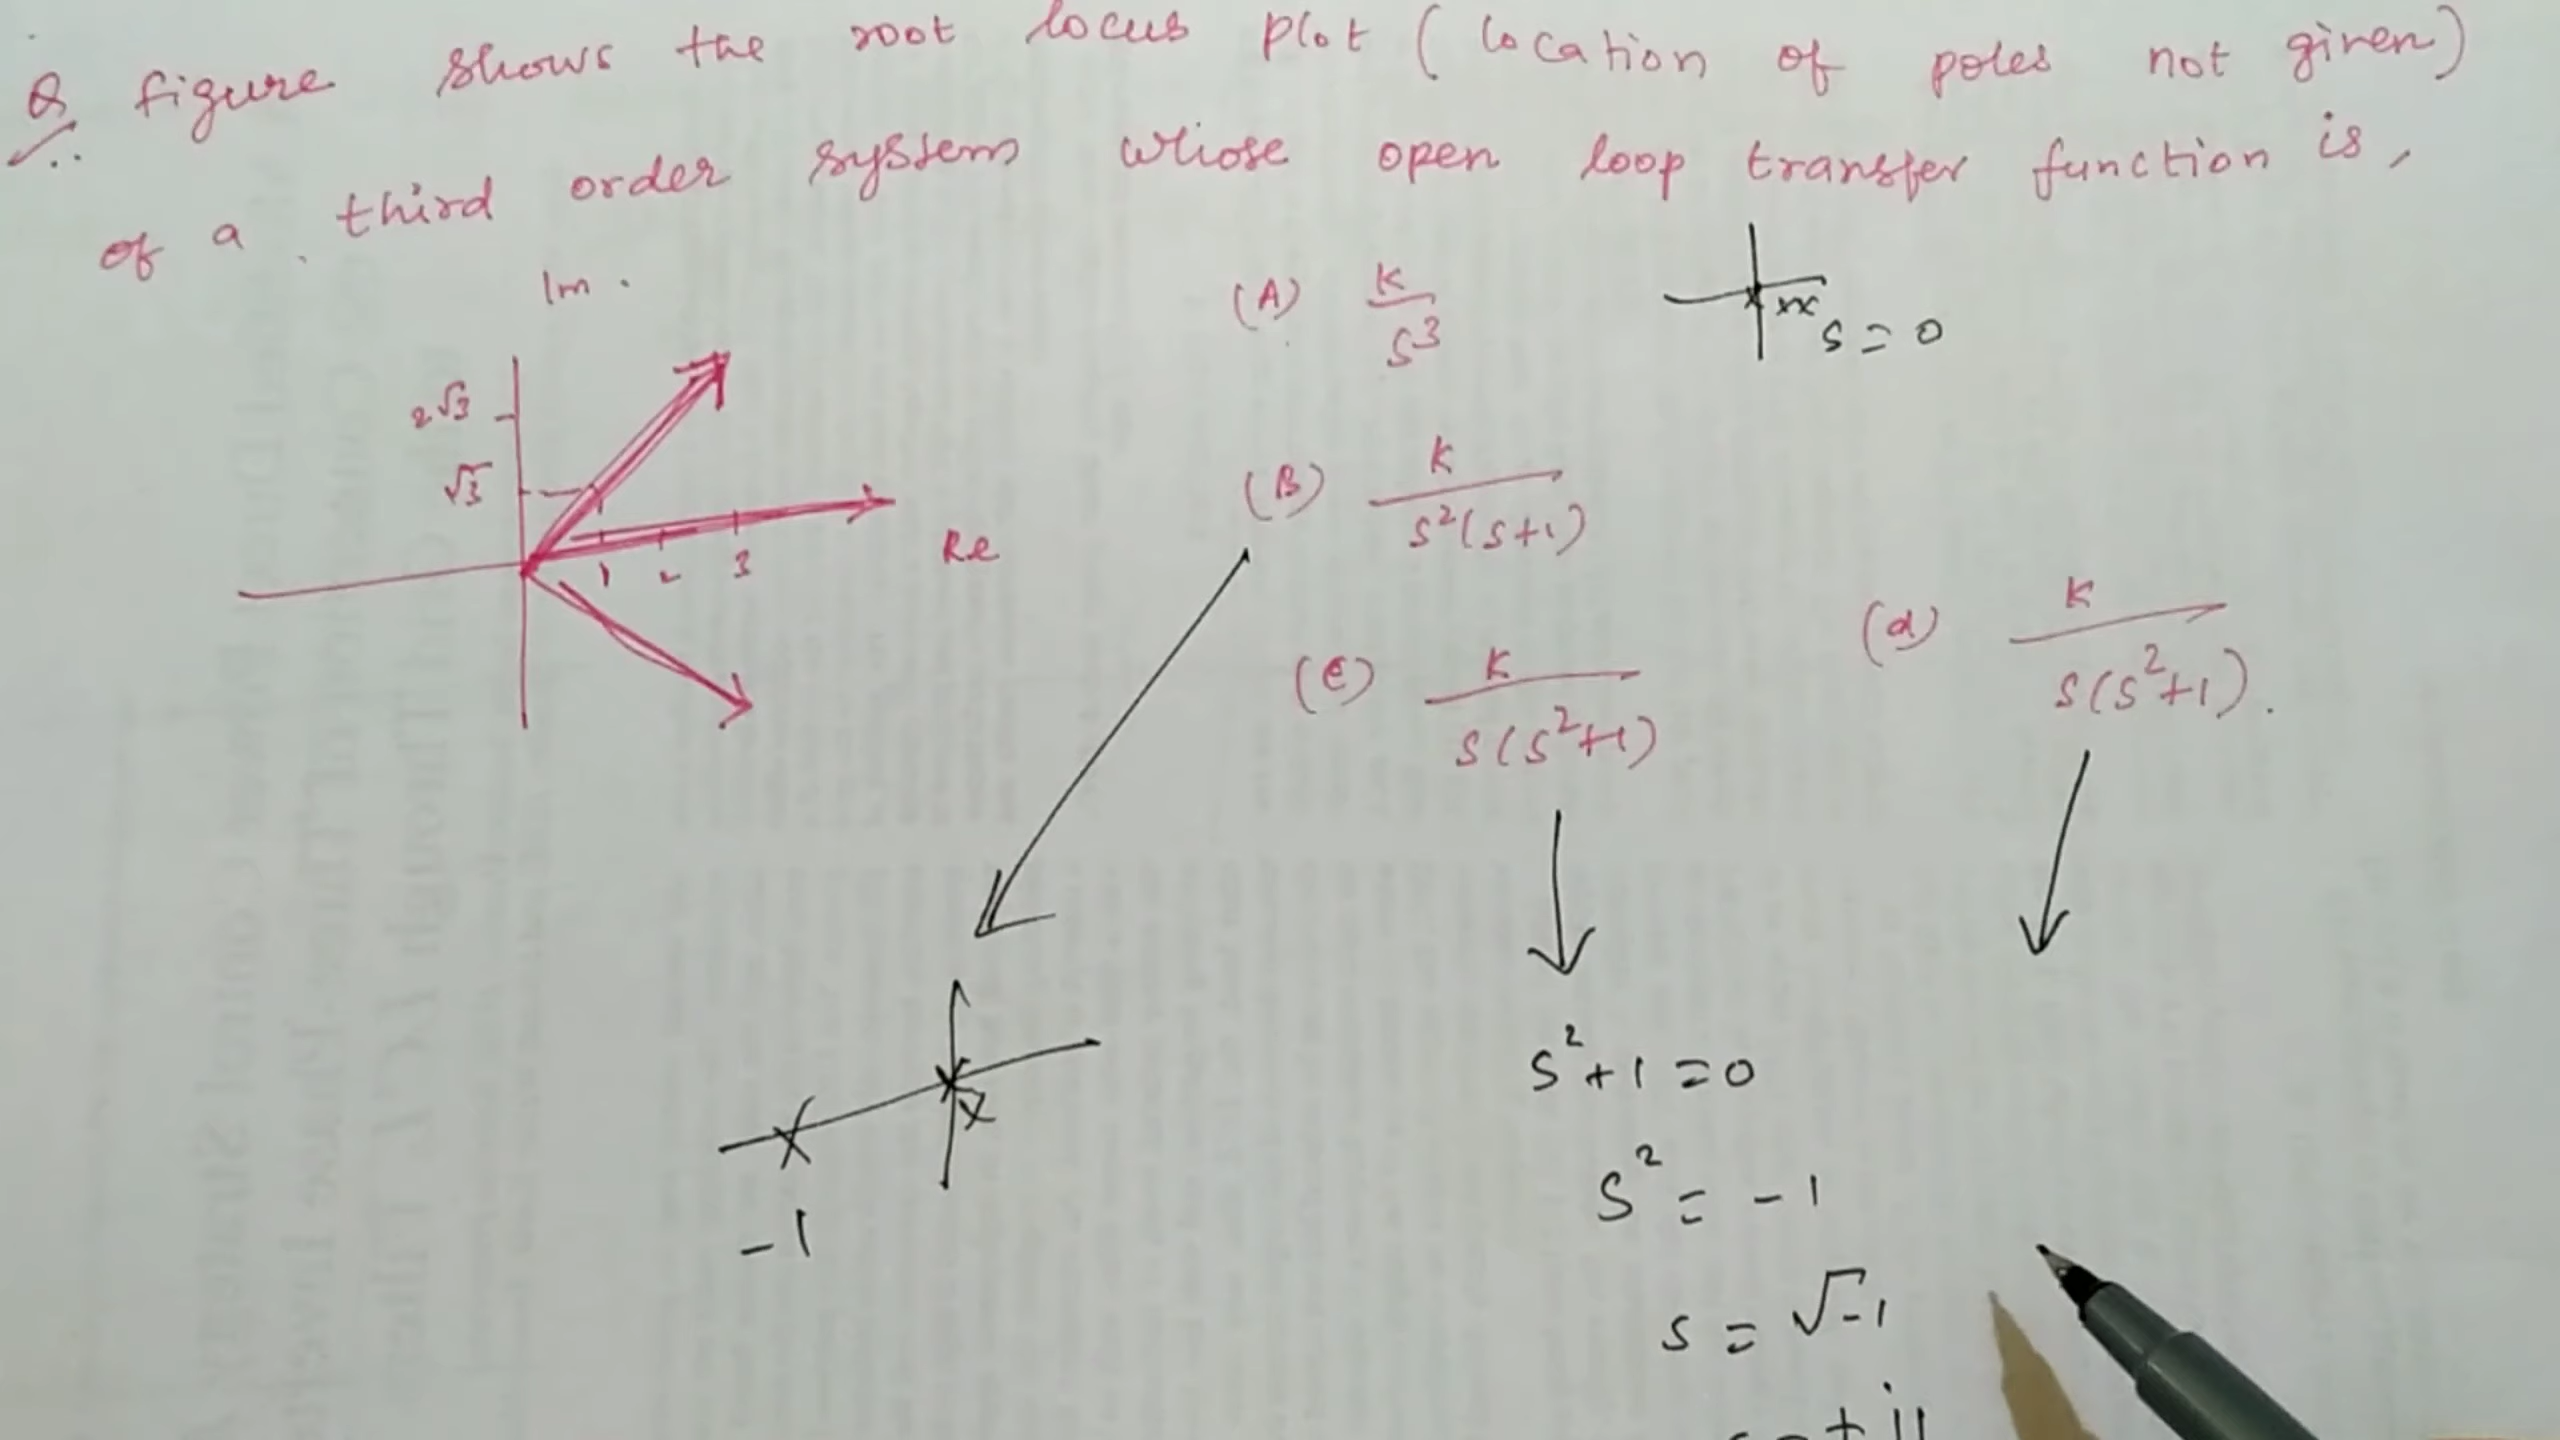 Q figure shows the root locus plot (location of poles not given)
of a third order system whose open loop transfer function is,
Im.
2√3
√3
1 2 3
Re
(A) K/s³
s = 0
(B) K/s²(s+1)
(C) K/s(s²+1)
(d) K/s(s²+1).
-1
s²+1 = 0
s² = -1
s = √-1